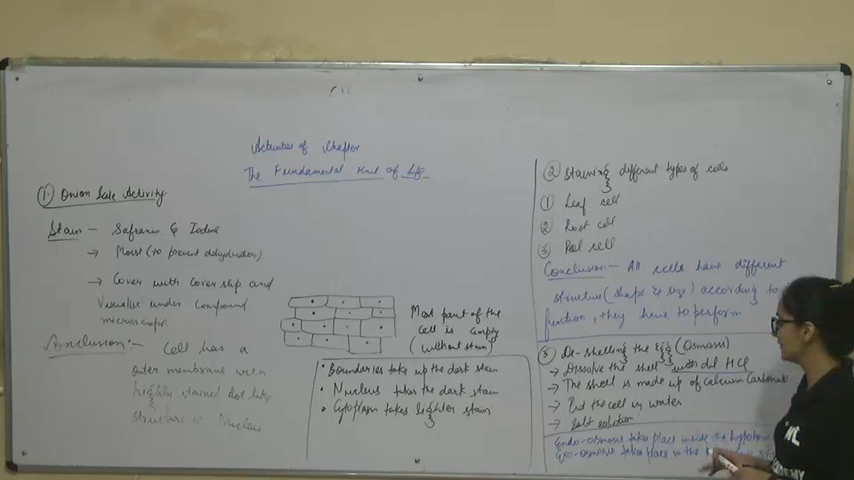 Activities of Chapter
The Fundamental Unit of Life
① Onion Scale Activity
Stain - Safranin & Iodine
→ Moist (to prevent dehydration)
→ Cover with cover slip and
Visualise under compound
microscope
Conclusion:- Cell has a
outer membrane with
highly stained dot like
structure is Nucleus
Most part of the
cell is empty
(without stain)
• Boundaries take up the dark stain
• Nucleus takes the dark stain
• Cytoplasm takes lighter stain
② Staining different types of cells
① Leaf cell
② Root cell
③ Peel cell
Conclusion - All cells have different
structure (shape & size) according to
function, they have to perform
③ De-shelling the egg (Osmosis)
→ Dissolve the shell with dil HCl
→ The shell is made up of Calcium Carbonate
→ Put the cell in water
→ Salt solution
Endo-osmosis takes place inside the hypotonic
Exo-osmosis takes place in the